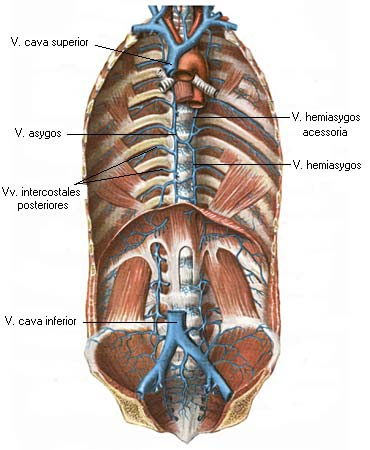 V. cava superior
V. hemiasygos
acessoria
V. asygos
V. hemiasygos
Vv. intercostales
posteriores
V. cava inferior